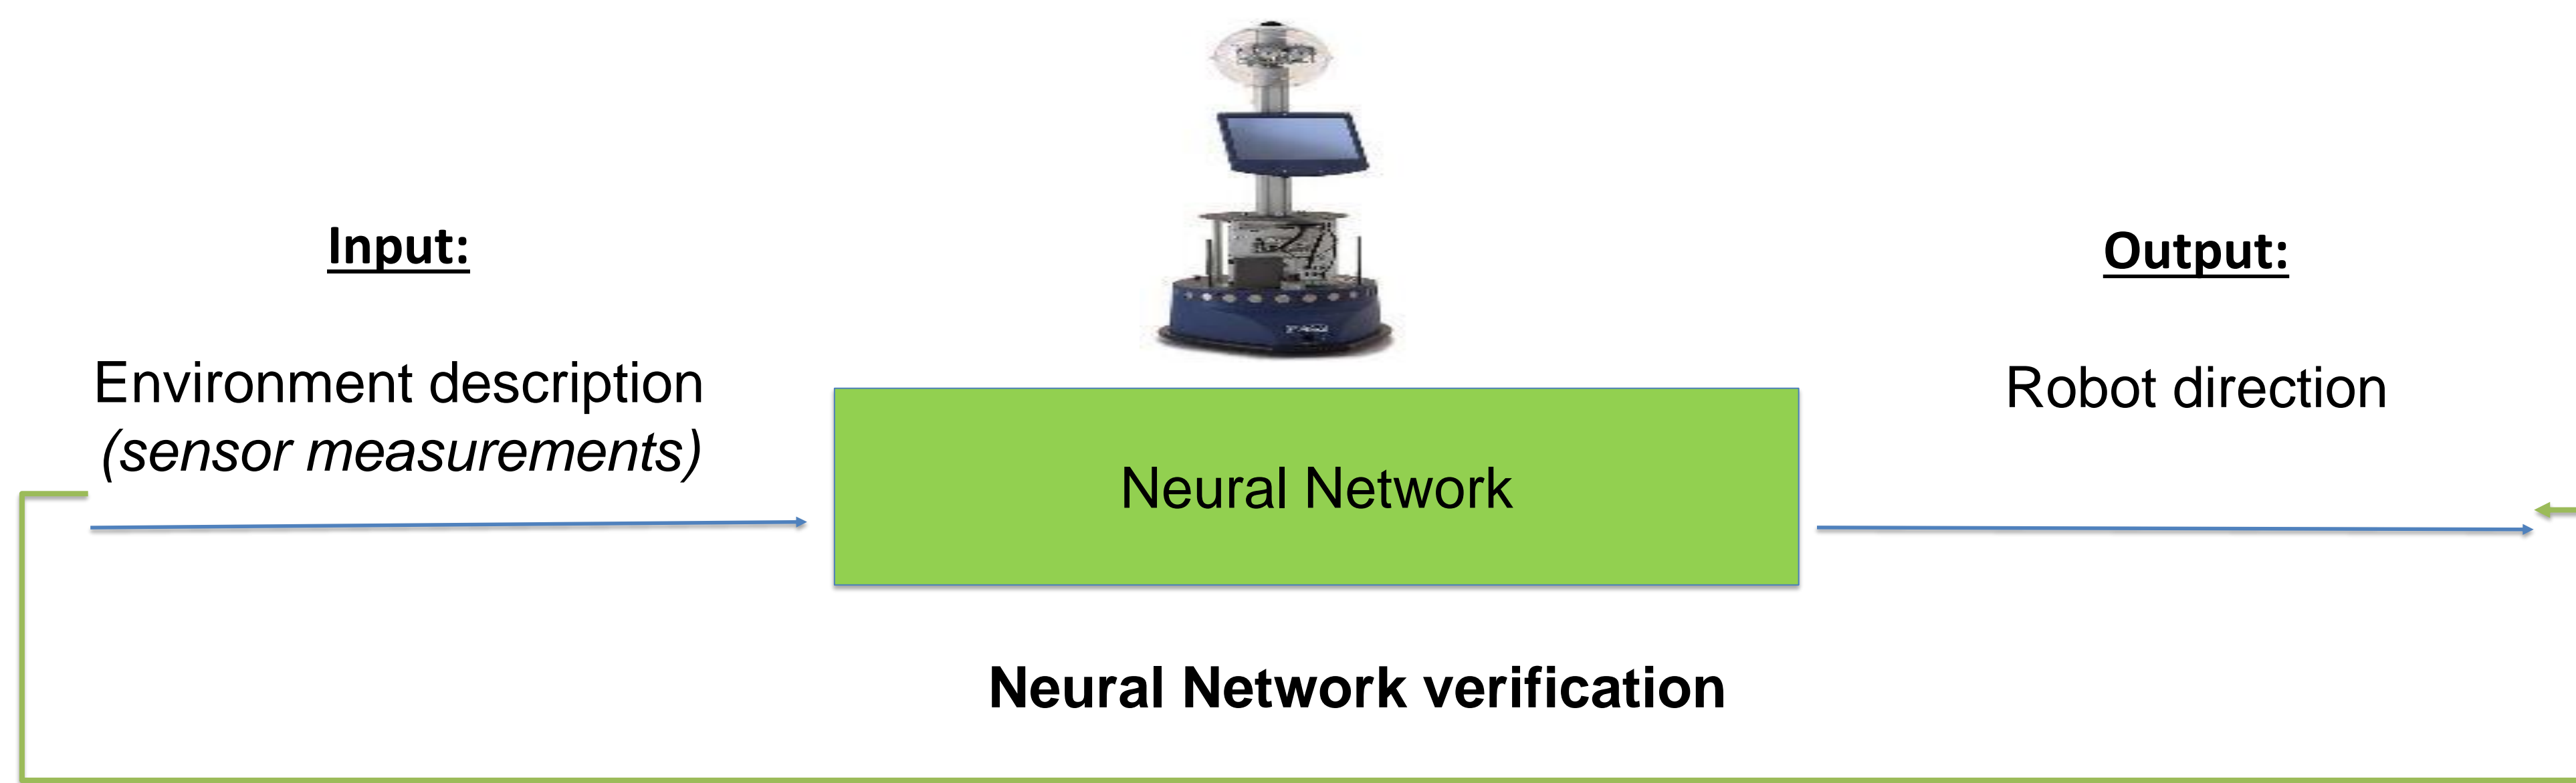 Input:
Environment description
(sensor measurements)
Neural Network
Output:
Robot direction
Neural Network verification